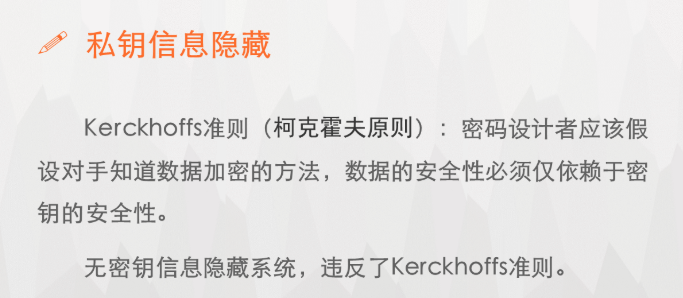 私钥信息隐藏
Kerckhoffs准则（柯克霍夫原则）：密码设计者应该假
设对手知道数据加密的方法，数据的安全性必须仅依赖于密
钥的安全性。
无密钥信息隐藏系统，违反了Kerckhoffs准则。